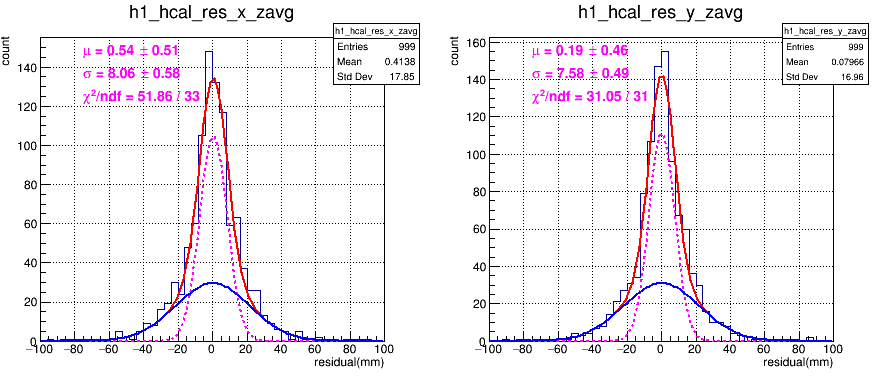 h1_hcal_res_x_zavg
count
h1_hcal_res_x_zavg
Entries 999
Mean 0.4138
Std Dev 17.85
μ = 0.54 ± 0.51
σ = 8.06 ± 0.58
χ²/ndf = 51.86 / 33
140
120
100
80
60
40
20
0
−100 −80 −60 −40 −20 0 20 40 60 80 100
residual(mm)
h1_hcal_res_y_zavg
count
h1_hcal_res_y_zavg
Entries 999
Mean 0.07966
Std Dev 16.96
μ = 0.19 ± 0.46
σ = 7.58 ± 0.49
χ²/ndf = 31.05 / 31
160
140
120
100
80
60
40
20
0
−100 −80 −60 −40 −20 0 20 40 60 80 100
residual(mm)